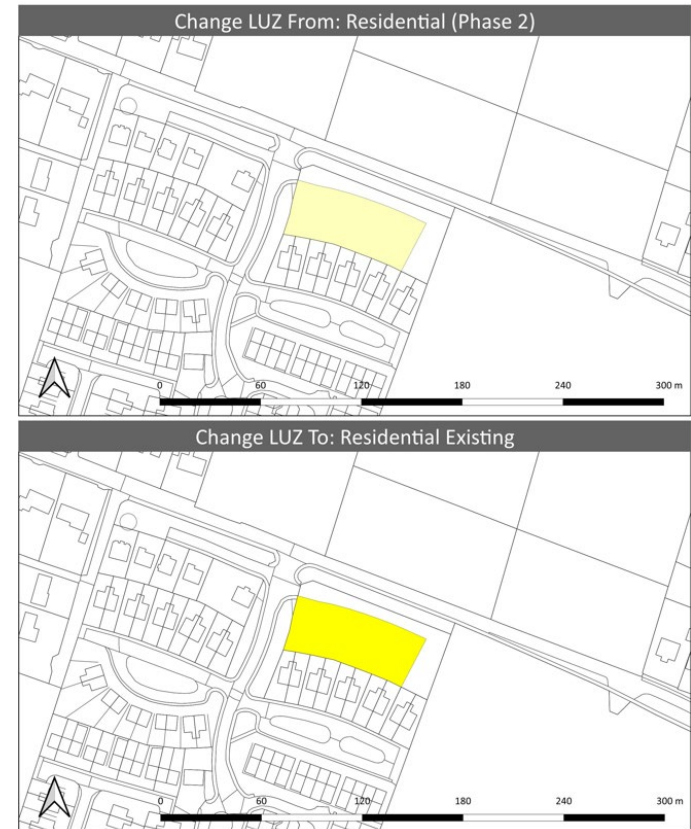 Change LUZ From: Residential (Phase 2)
0 60 120 180 240 300 m
Change LUZ To: Residential Existing
0 60 120 180 240 300 m